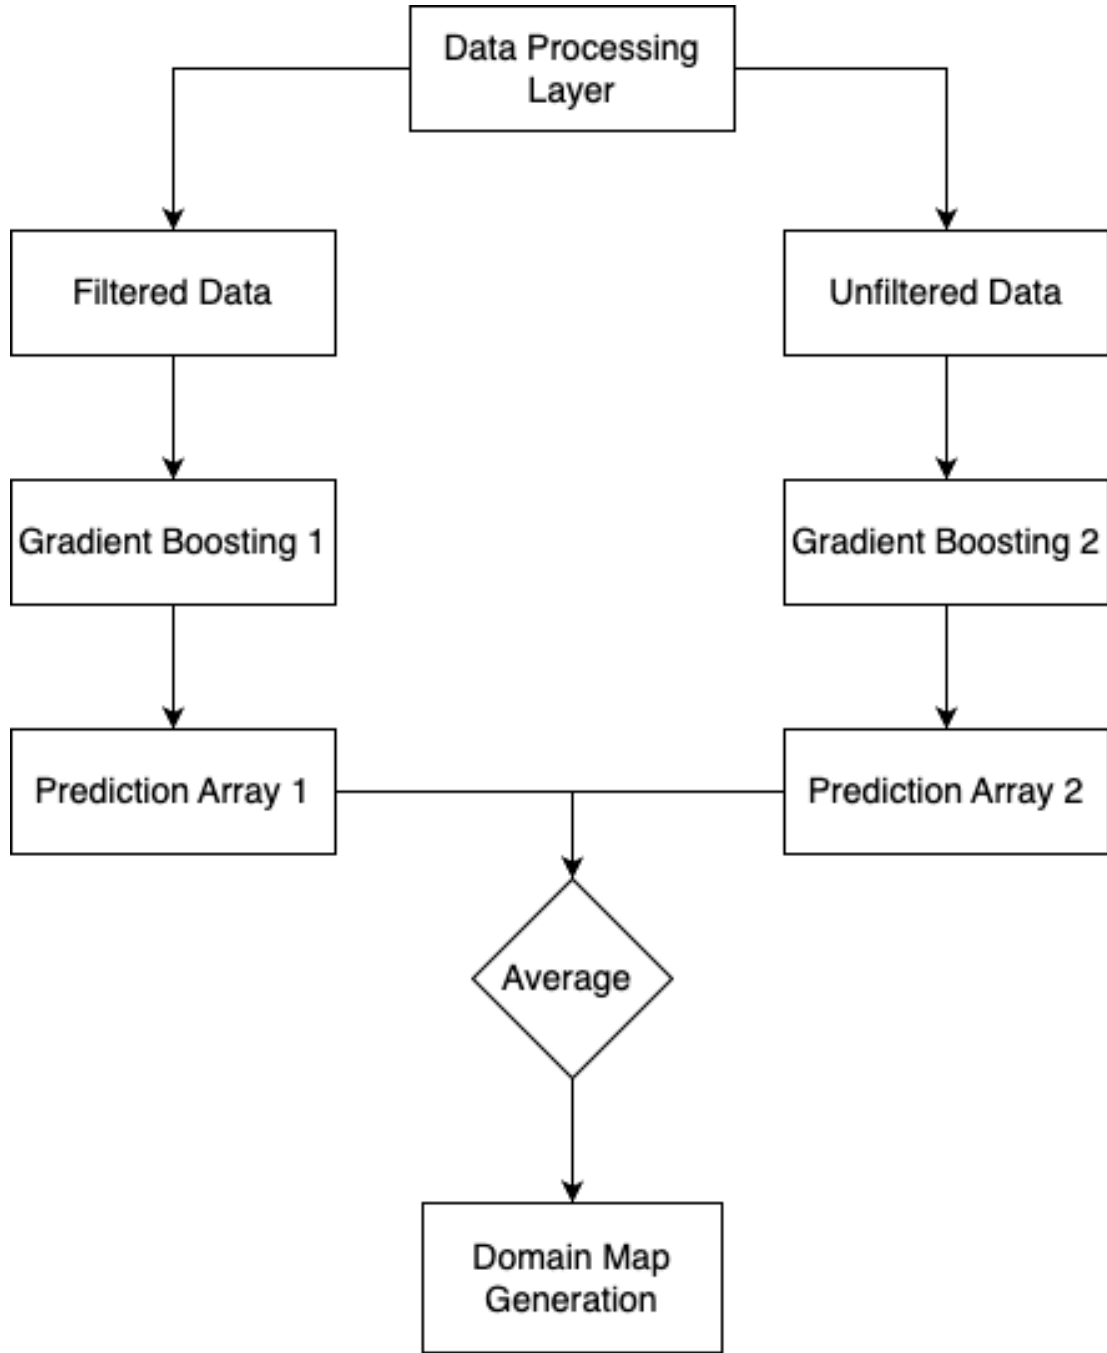 Data Processing
Layer
Filtered Data
Unfiltered Data
Gradient Boosting 1
Gradient Boosting 2
Prediction Array 1
Prediction Array 2
Average
Domain Map
Generation